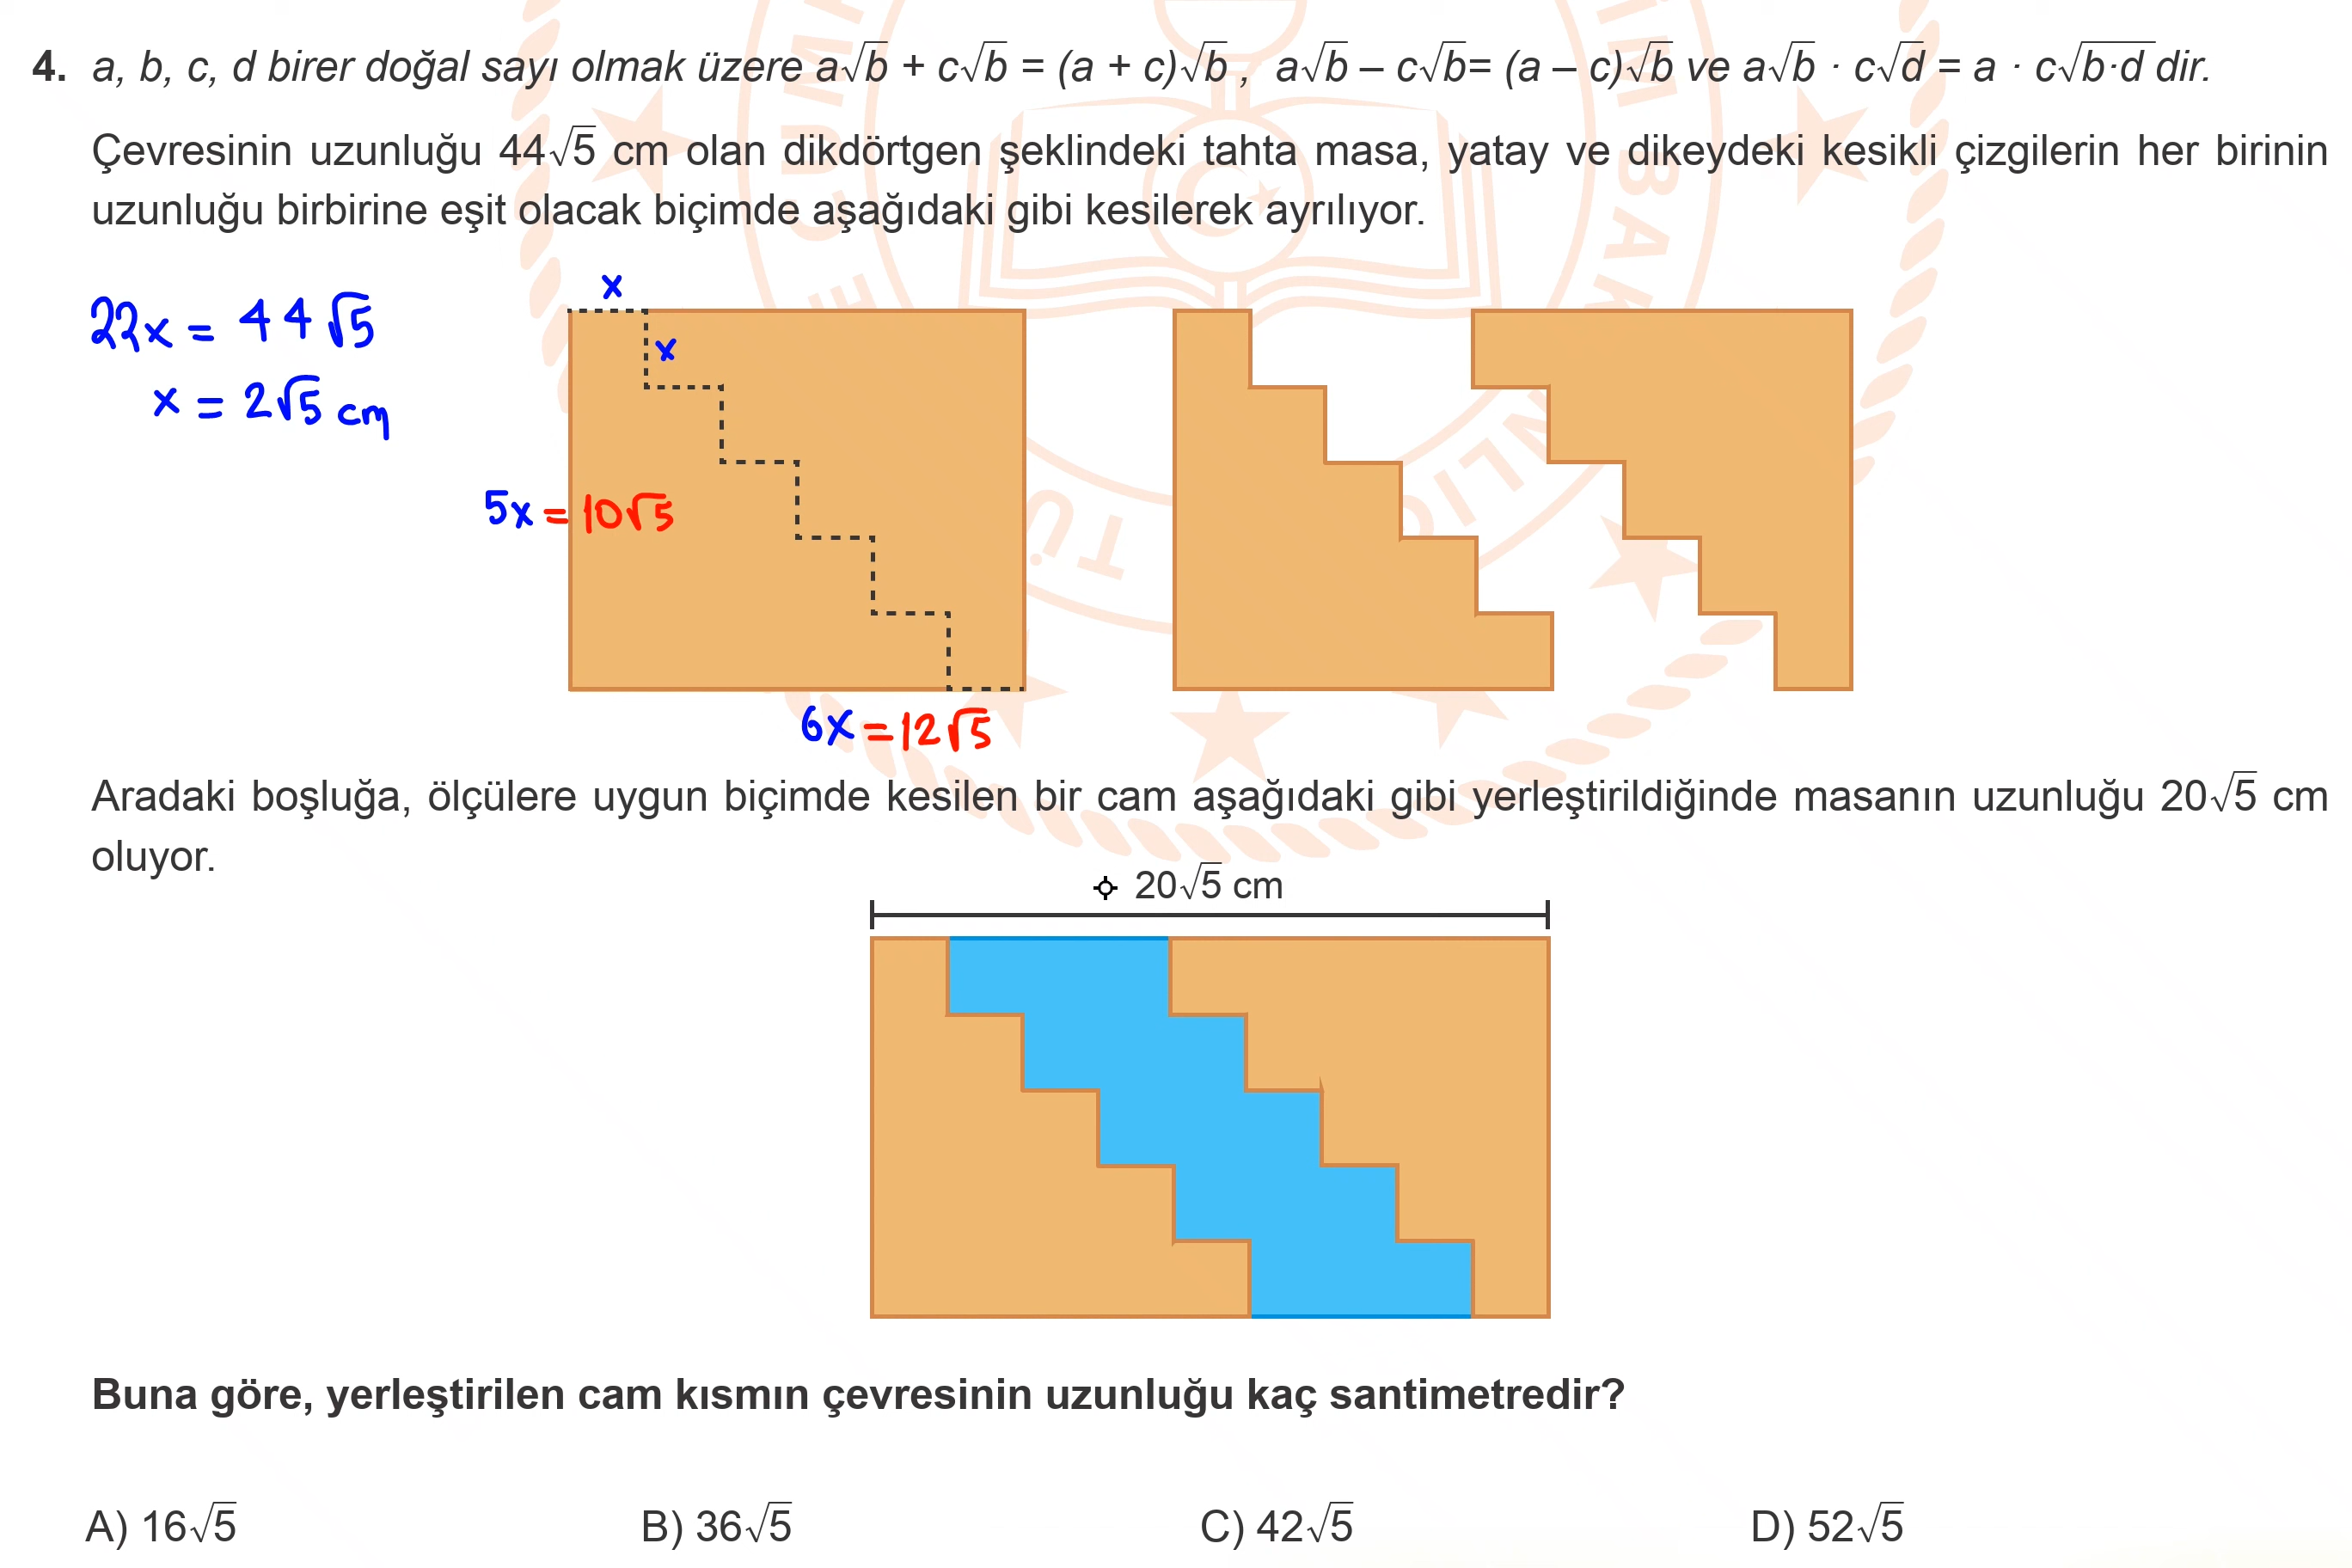 4. a, b, c, d birer doğal sayı olmak üzere a√b + c√b = (a + c)√b , a√b – c√b= (a – c)√b ve a√b · c√d = a · c√b·d dir.
Çevresinin uzunluğu 44√5 cm olan dikdörtgen şeklindeki tahta masa, yatay ve dikeydeki kesikli çizgilerin her birinin
uzunluğu birbirine eşit olacak biçimde aşağıdaki gibi kesilerek ayrılıyor.
x
22x = 44√5
x
x = 2√5 cm
5x = 10√5
6x = 12√5
Aradaki boşluğa, ölçülere uygun biçimde kesilen bir cam aşağıdaki gibi yerleştirildiğinde masanın uzunluğu 20√5 cm
oluyor.
20√5 cm
Buna göre, yerleştirilen cam kısmın çevresinin uzunluğu kaç santimetredir?
A) 16√5 B) 36√5 C) 42√5 D) 52√5